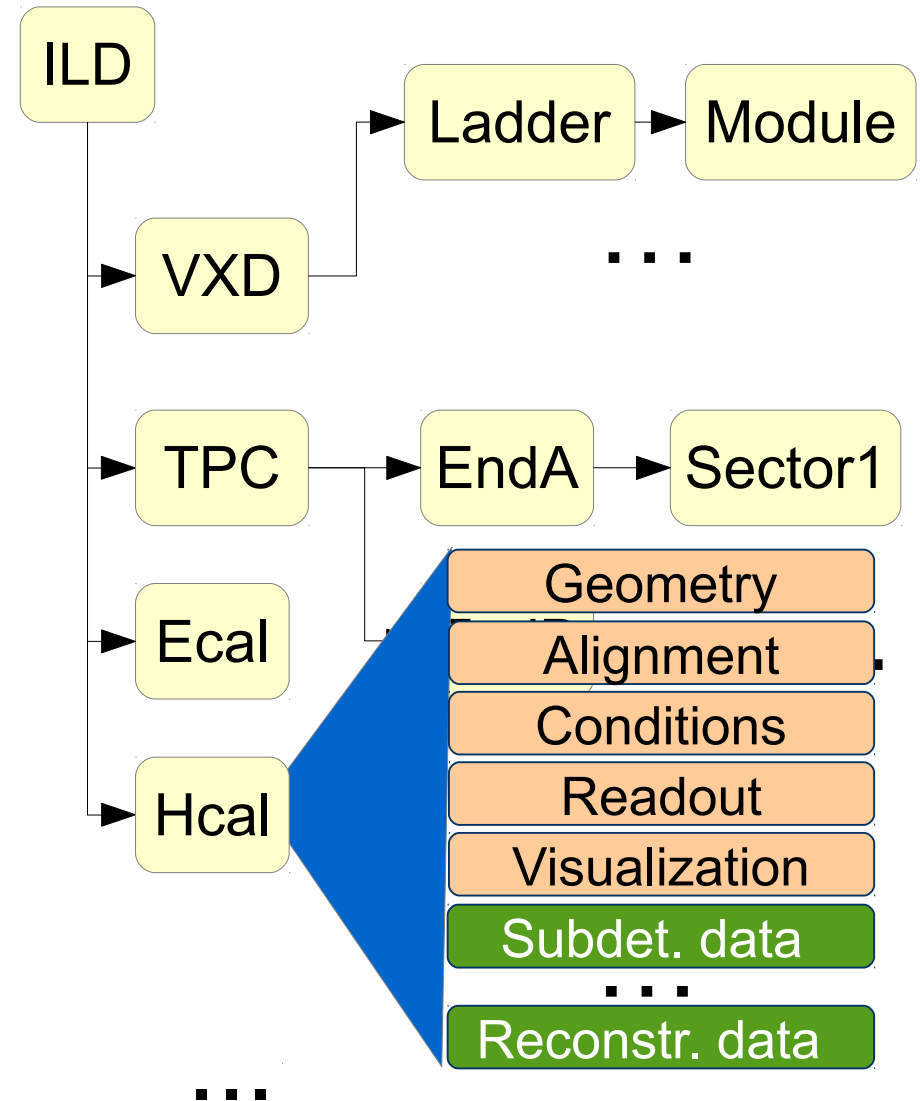 ILD
Ladder
Module
...
VXD
TPC
EndA
Sector1
Geometry
Ecal
Alignment
Conditions
Readout
Hcal
Visualization
Subdet. data
...
Reconstr. data
...